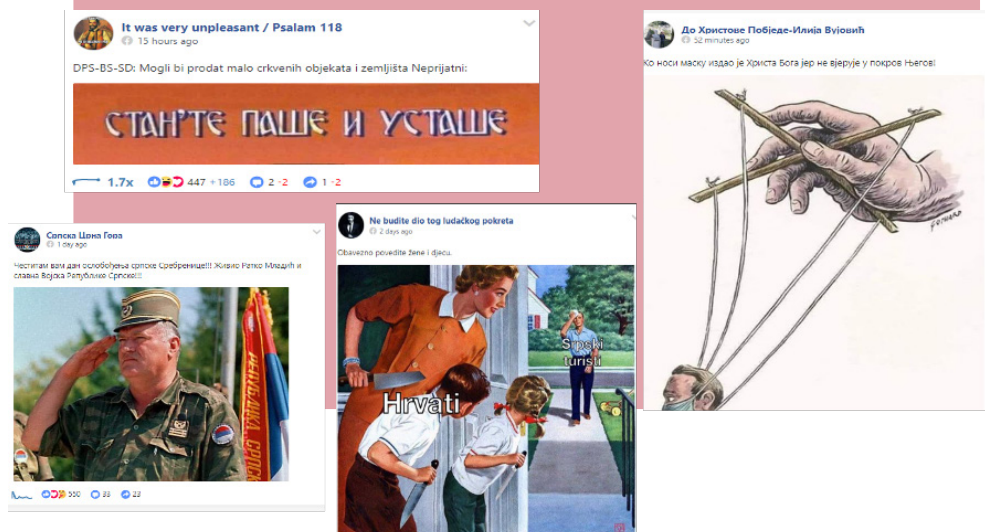 It was very unpleasant / Psalm 118
15 hours ago
DPS-BS-SD: Mogli bi prodat malo crkvenih objekata i zemljišta Neprijatni:
СТАН'ТЕ ПАШЕ И УСТАШЕ
1.7x 447 +186 2 -2 1 -2
До Христове Побједе-Илија Вујовић
52 minutes ago
Ко носи маску издао је Христа Бога јер не вјерује у покров Његов!
Српска Црна Гора
1 day ago
Честитам вам дан ослобођења српске Сребренице!!! Живио Ратко Младић и
славна Војска Републике Српске!!!
550 33 23
Ne budite dio tog ludačkog pokreta
2 days ago
Obavezno povedite žene i djecu.
Srpski
turisti
Hrvati